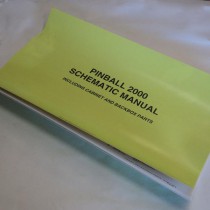 PINBALL 2000
SCHEMATIC MANUAL
INCLUDING CABINET AND BACKBOX PARTS